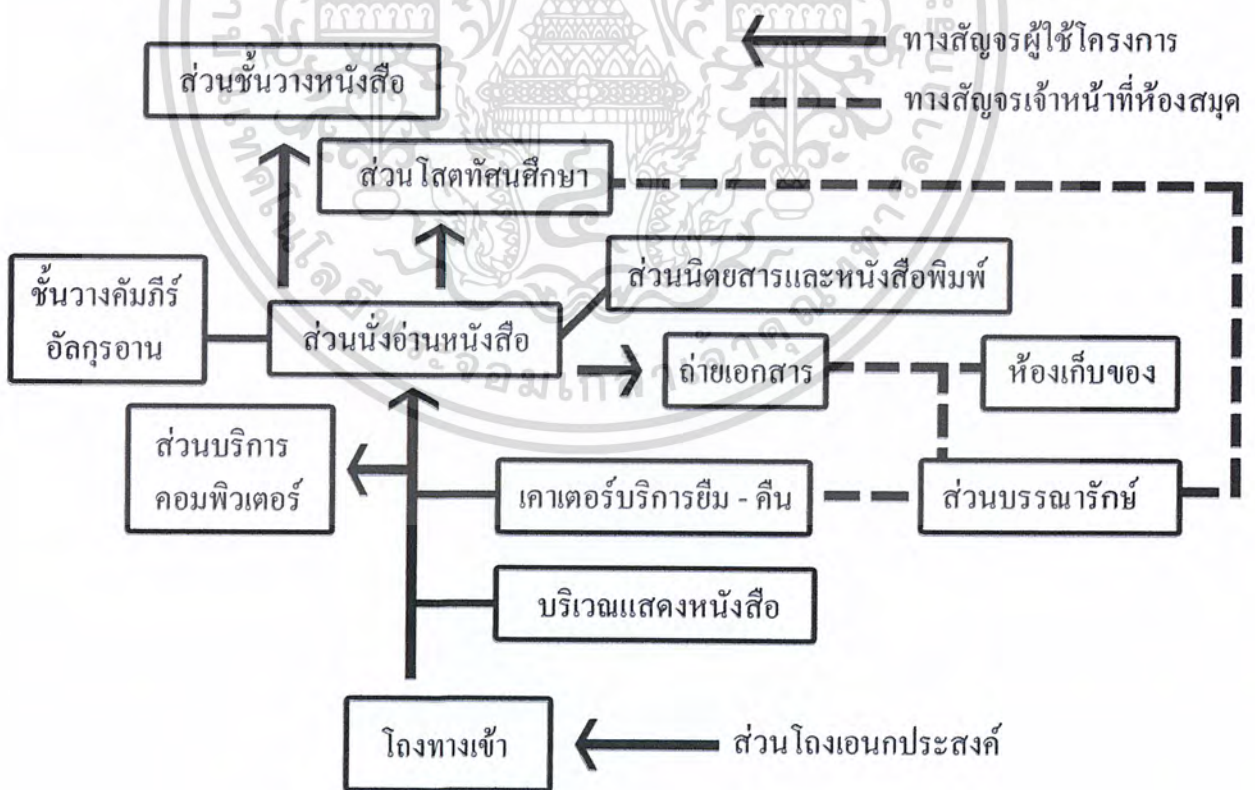 ทางสัญจรผู้ใช้โครงการ
ส่วนชั้นวางหนังสือ
ทางสัญจรเจ้าหน้าที่ห้องสมุด
ส่วนโสตทัศนศึกษา
ส่วนนิตยสารและหนังสือพิมพ์
ชั้นวางคัมภีร์
อัลกุรอาน
ส่วนนั่งอ่านหนังสือ
ถ่ายเอกสาร
ห้องเก็บของ
ส่วนบริการ
คอมพิวเตอร์
เคาเตอร์บริการยืม - คืน
ส่วนบรรณารักษ์
บริเวณแสดงหนังสือ
โถงทางเข้า
ส่วนโถงเอนกประสงค์